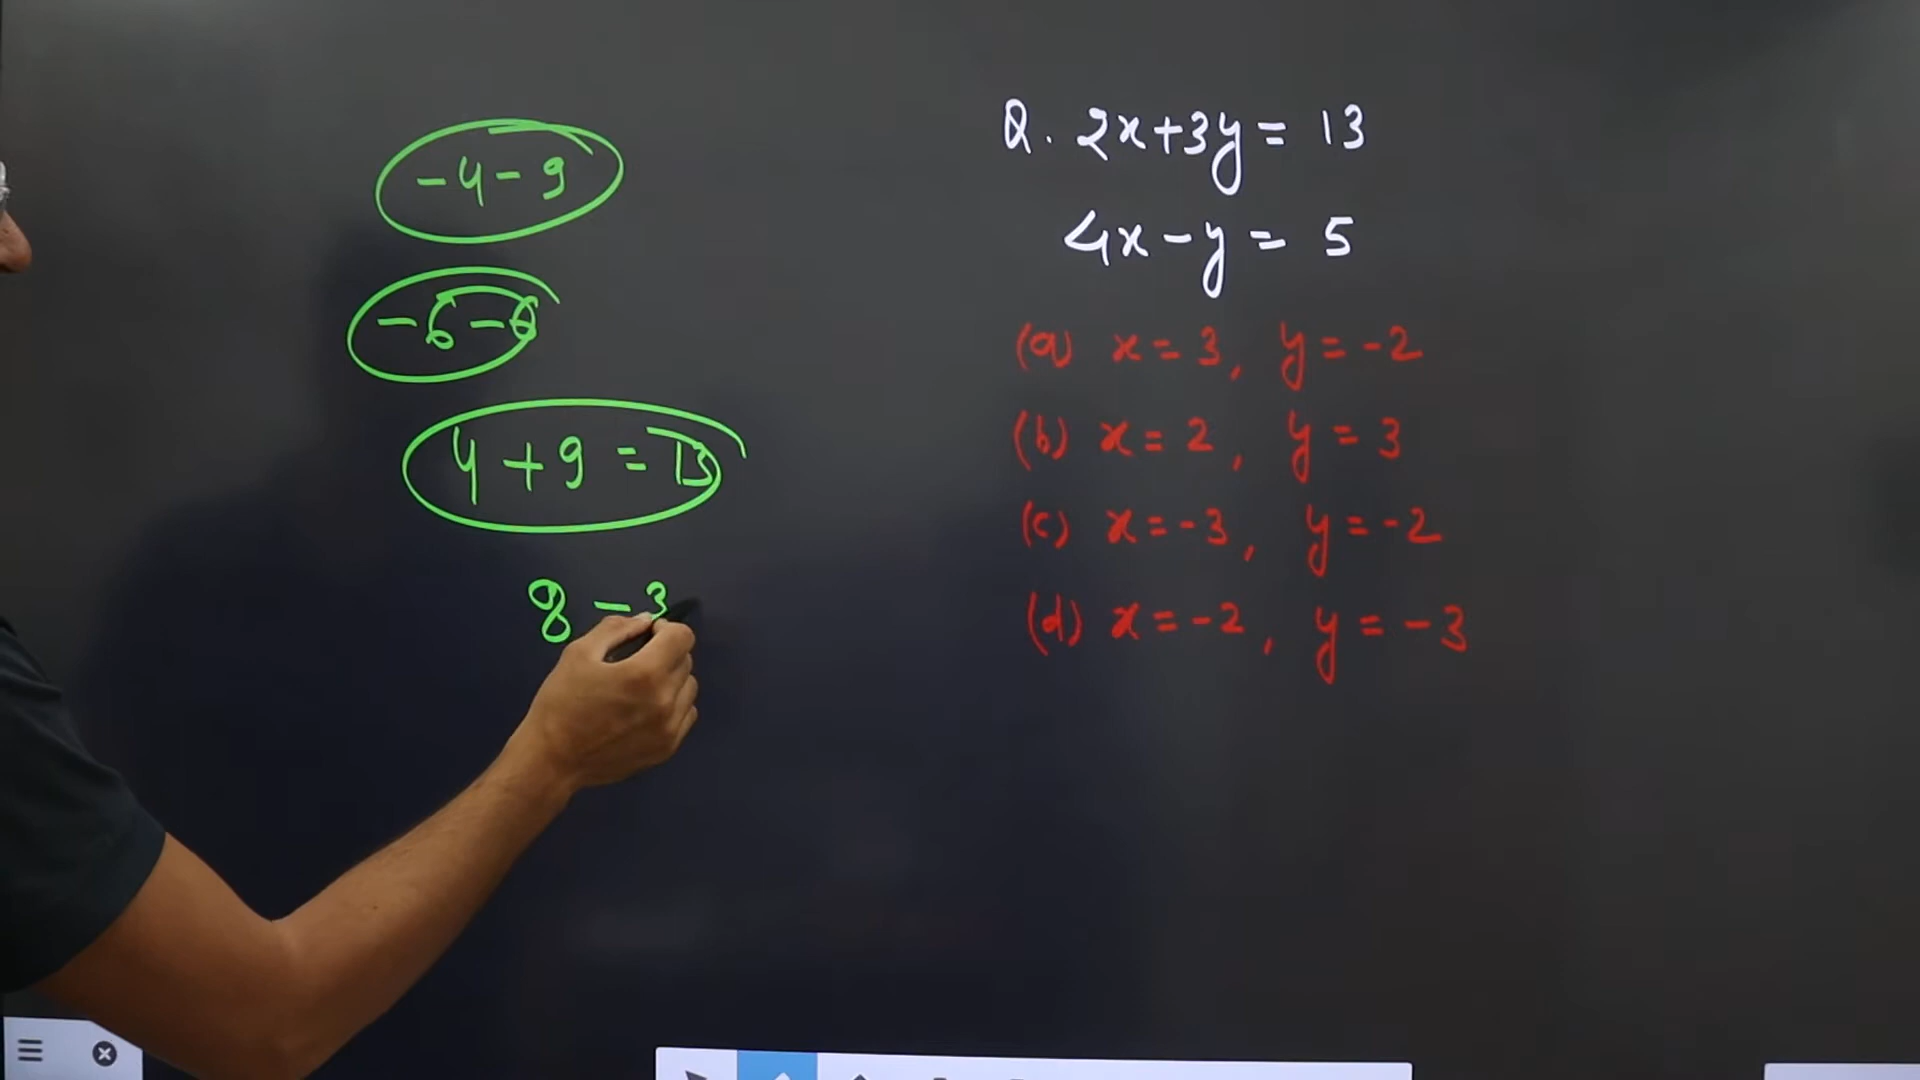 -4-9
-6-6
4+9=13
8-3
Q. 2x+3y= 13
4x-y= 5
(a) x=3, y=-2
(b) x=2, y=3
(c) x=-3, y=-2
(d) x=-2, y=-3